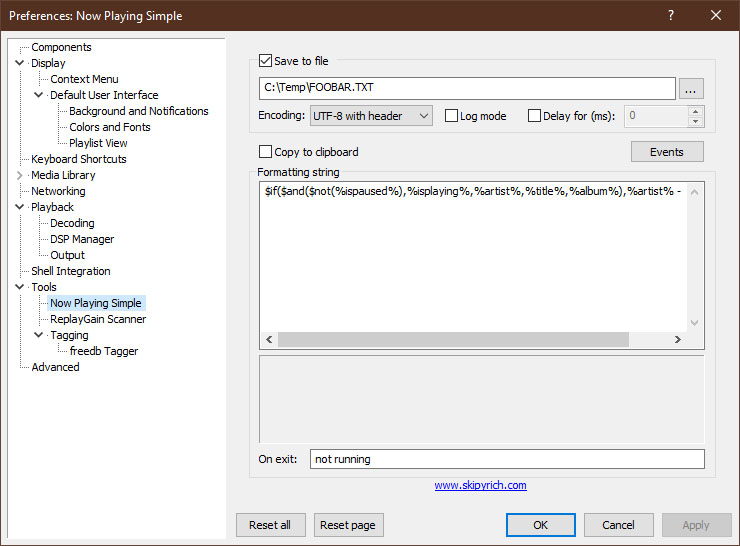 Preferences: Now Playing Simple
Components
Display
Context Menu
Default User Interface
Background and Notifications
Colors and Fonts
Playlist View
Keyboard Shortcuts
Media Library
Networking
Playback
Decoding
DSP Manager
Output
Shell Integration
Tools
Now Playing Simple
ReplayGain Scanner
Tagging
freedb Tagger
Advanced
Save to file
C:\Temp\FOOBAR.TXT
...
Encoding: UTF-8 with header Log mode Delay for (ms): 0
Copy to clipboard Events
Formatting string
$if($and($not(%ispaused%),%isplaying%,%artist%,%title%,%album%),%artist% -
On exit: not running
www.skipyrich.com
Reset all Reset page OK Cancel Apply